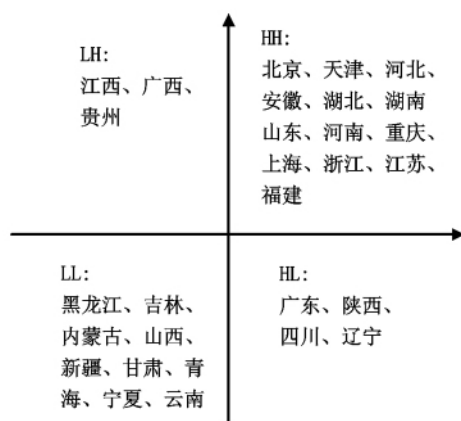 LH:
江西、广西、
贵州
HH:
北京、天津、河北、
安徽、湖北、湖南
山东、河南、重庆、
上海、浙江、江苏、
福建
LL:
黑龙江、吉林、
内蒙古、山西、
新疆、甘肃、青
海、宁夏、云南
HL:
广东、陕西、
四川、辽宁